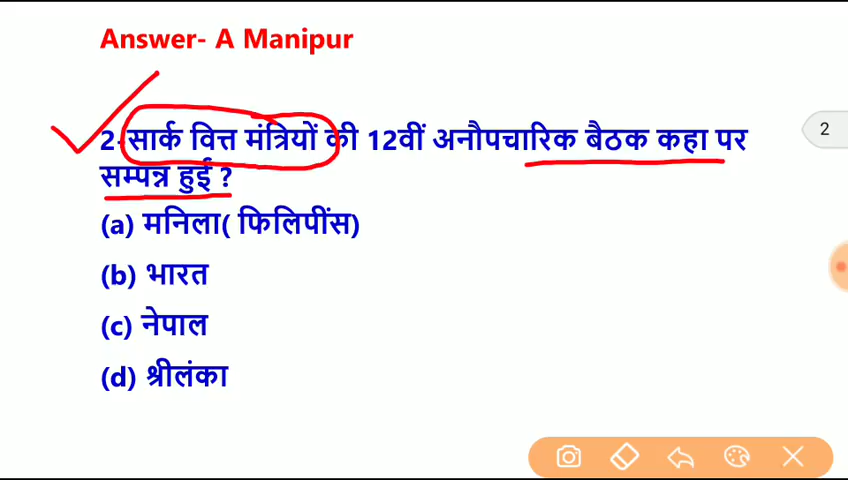 Answer- A Manipur
2-सार्क वित्त मंत्रियों की 12वीं अनौपचारिक बैठक कहा पर
सम्पन्न हुई ?
(a) मनिला( फिलिपींस)
(b) भारत
(c) नेपाल
(d) श्रीलंका
2